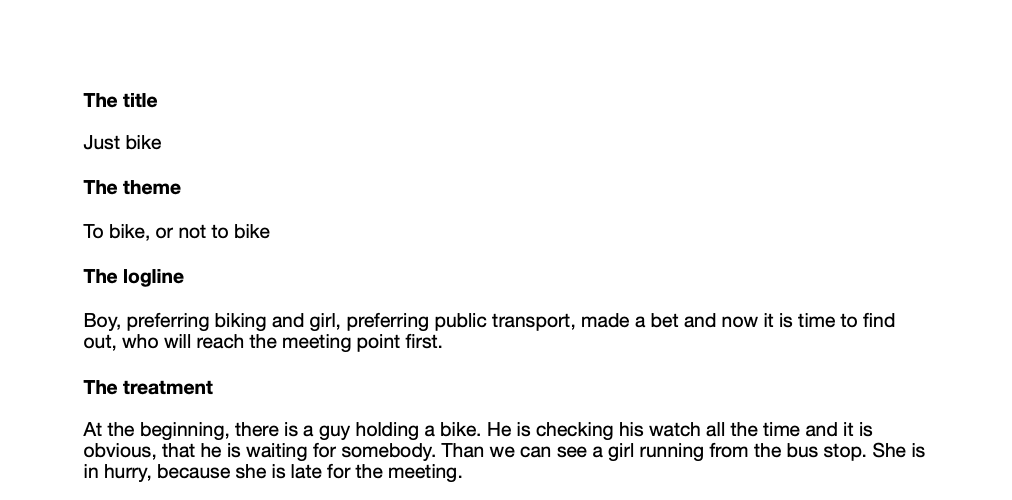 The title
Just bike
The theme
To bike, or not to bike
The logline
Boy, preferring biking and girl, preferring public transport, made a bet and now it is time to find
out, who will reach the meeting point first.
The treatment
At the beginning, there is a guy holding a bike. He is checking his watch all the time and it is
obvious, that he is waiting for somebody. Than we can see a girl running from the bus stop. She is
in hurry, because she is late for the meeting.